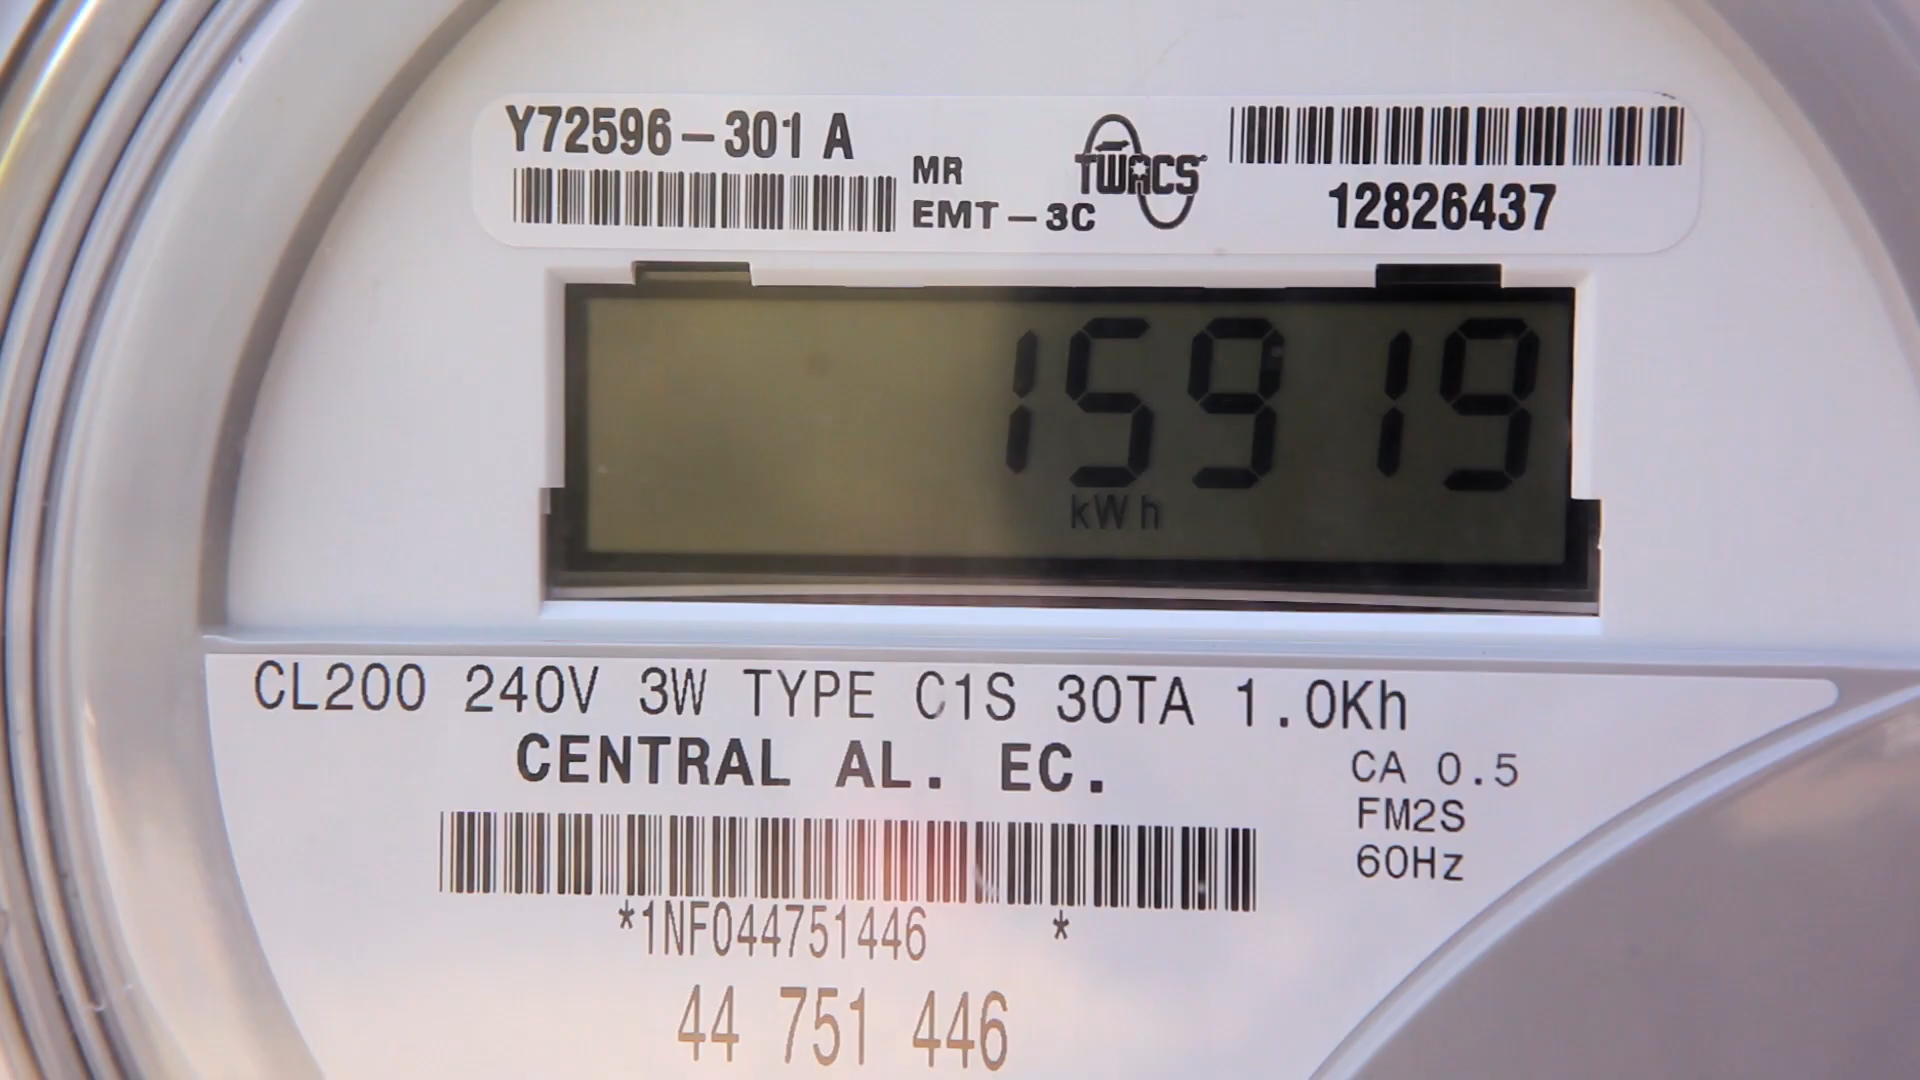 Y72596-301 A
MR
EMT-3C
TWACS
12826437
15919
kWh
CL200 240V 3W TYPE C1S 30TA 1.0Kh
CENTRAL AL. EC.
CA 0.5
FM2S
60Hz
*1NF044751446 *
44 751 446